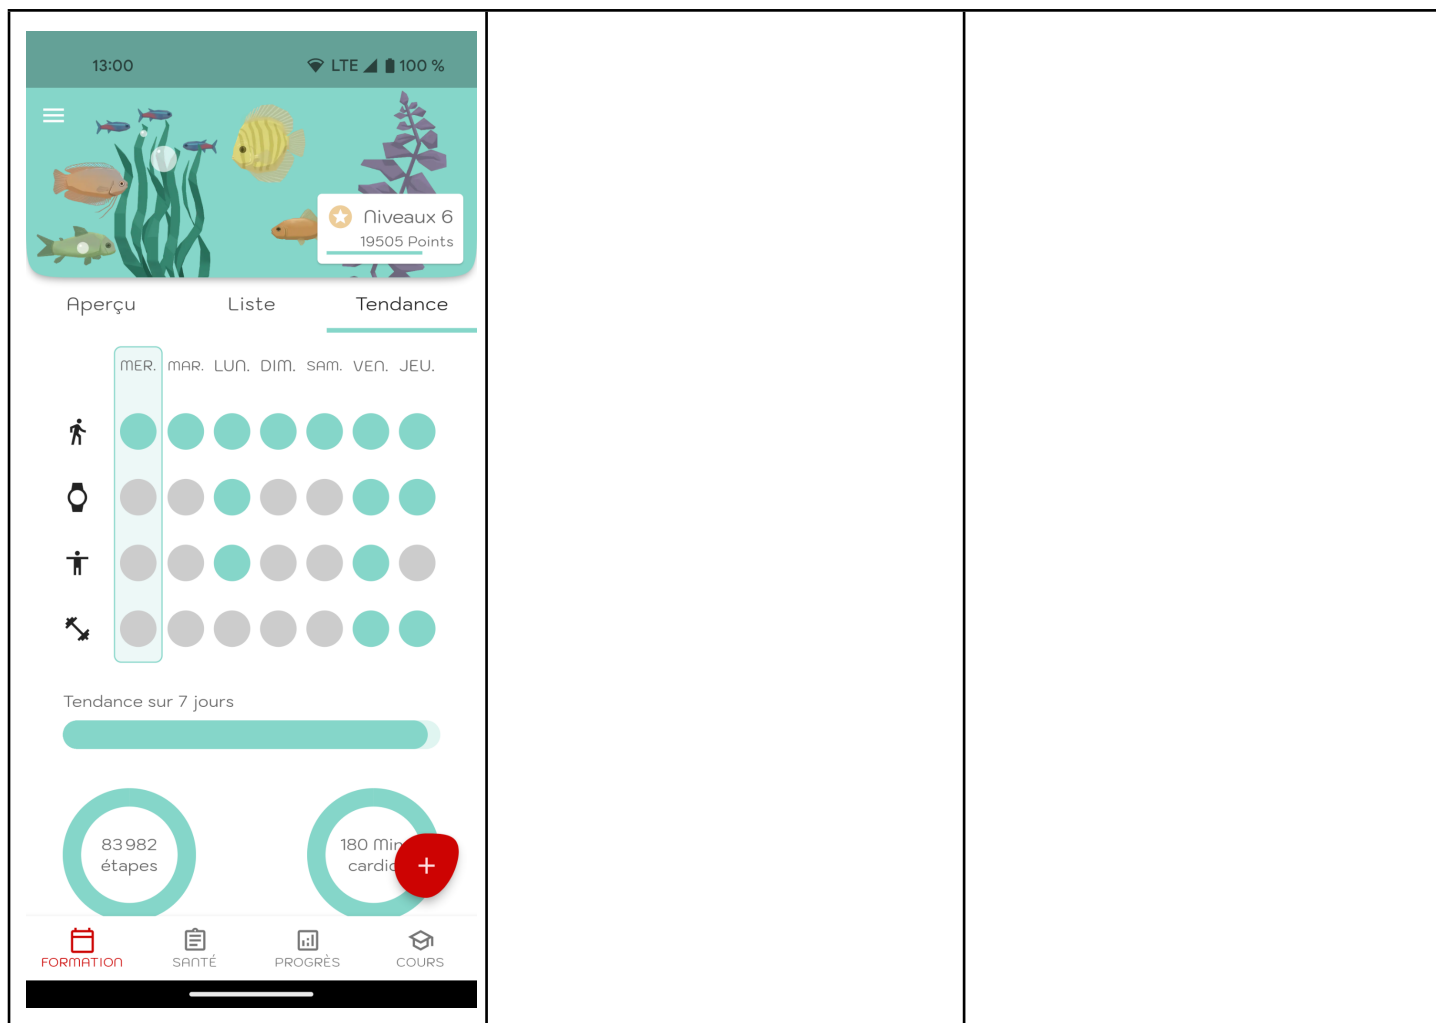 13:00 LTE 100 %
Niveaux 6
19505 Points
Aperçu Liste Tendance
MER. MAR. LUN. DIM. SAM. VEN. JEU.
Tendance sur 7 jours
83 982
étapes
180 Min
cardio
FORMATION SANTÉ PROGRÈS COURS